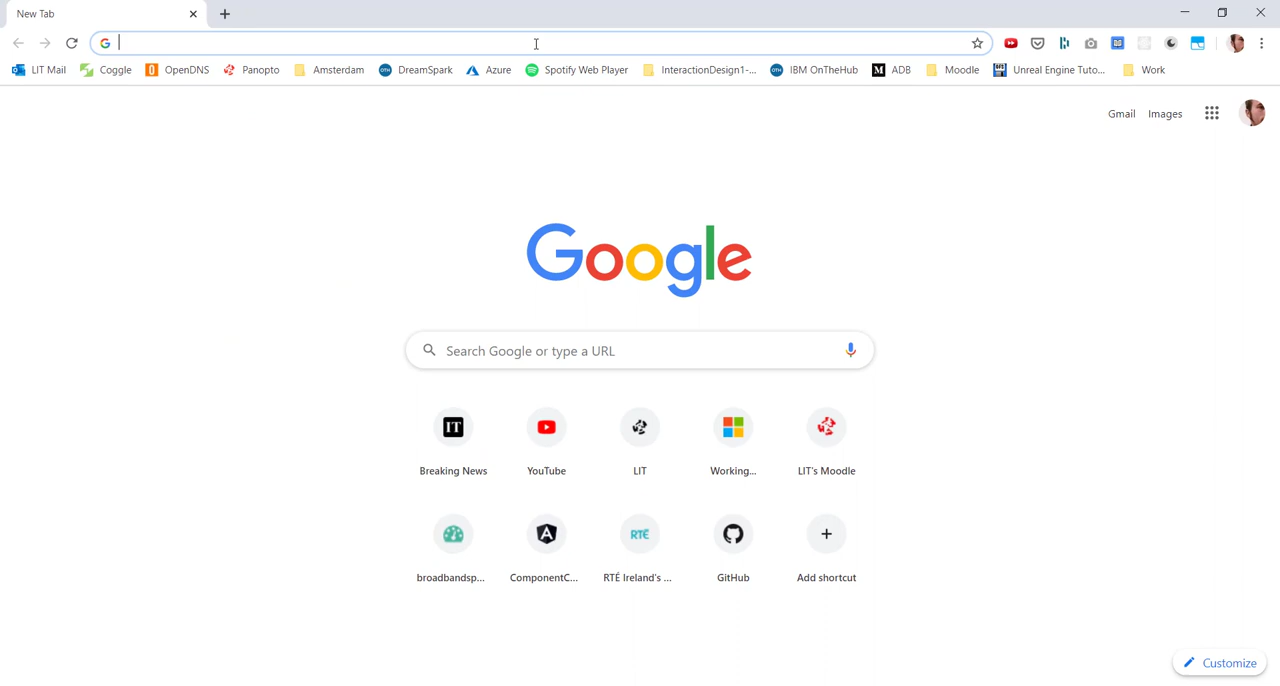 New Tab
LIT Mail Coggle OpenDNS Panopto Amsterdam DreamSpark Azure Spotify Web Player InteractionDesign1-... IBM OnTheHub ADB Moodle Unreal Engine Tuto... Work
Gmail Images
Google
Search Google or type a URL
Breaking News YouTube LIT Working... LIT's Moodle
broadbandsp... ComponentC... RTÉ Ireland's ... GitHub Add shortcut
Customize